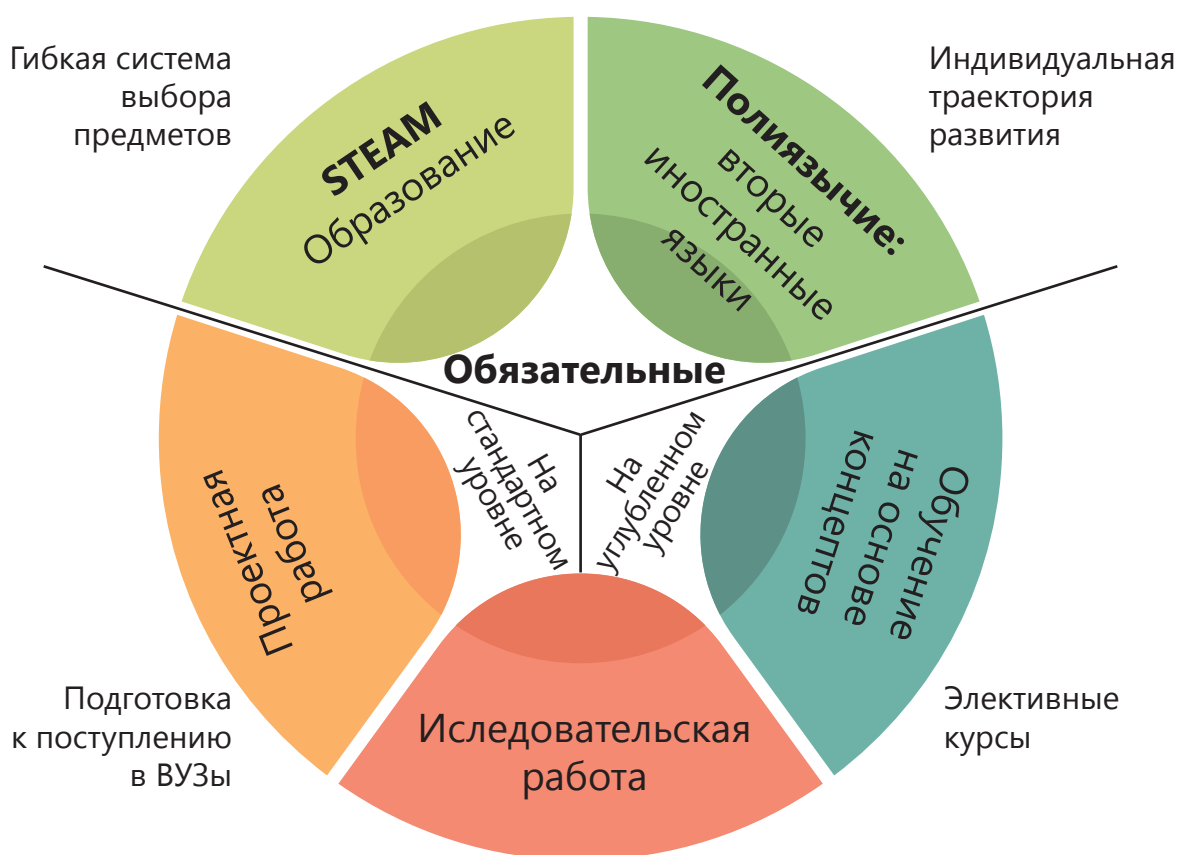 Гибкая система
выбора
предметов
STEAM
Образование
Полиязычие:
вторые
иностранные
языки
Индивидуальная
траектория
развития
Обязательные
На
стандартном
уровне
На
углубленном
уровне
Проектная
работа
Обучение
на основе
концептов
Иследовательская
работа
Подготовка
к поступлению
в ВУЗы
Элективные
курсы